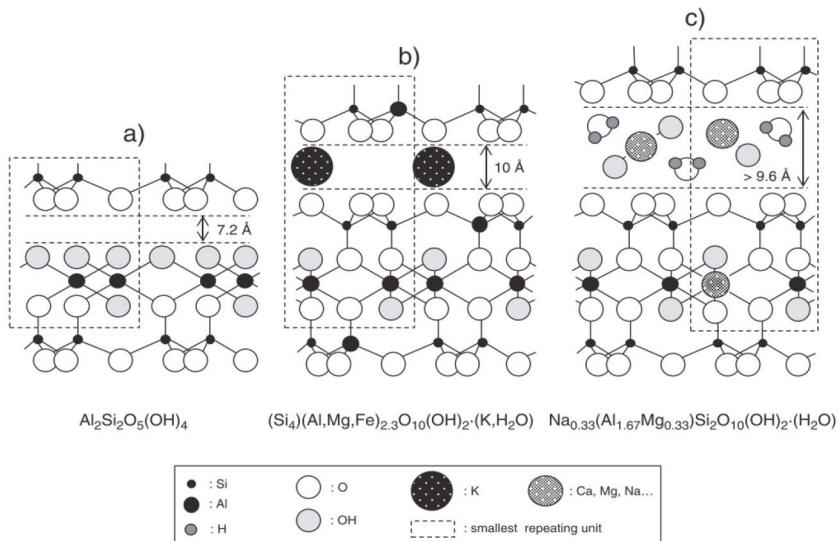 a)
b)
c)
7.2 Å
10 Å
> 9.6 Å
Al₂Si₂O₅(OH)₄
(Si₄)(Al,Mg,Fe)₂.₃O₁₀(OH)₂·(K,H₂O)
Na₀.₃₃(Al₁.₆₇Mg₀.₃₃)Si₂O₁₀(OH)₂·(H₂O)
: Si
: Al
: H
: O
: OH
: K
: Ca, Mg, Na...
: smallest repeating unit